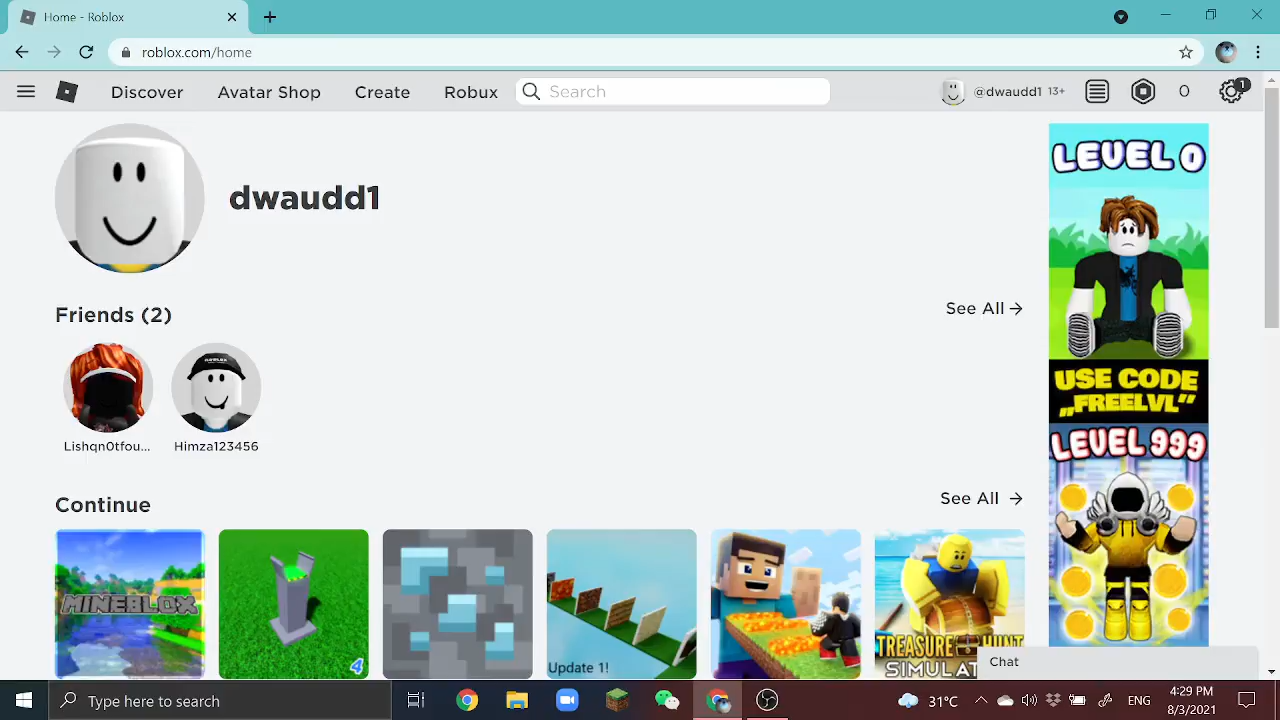 Home - Roblox
roblox.com/home
Discover Avatar Shop Create Robux Search @dwaudd1 13+ 0 1
dwaudd1
LEVEL 0
USE CODE
„FREELVL”
LEVEL 999
Friends (2) See All
Lishqn0tfou... Himza123456
Continue See All
MINEBLOX
4
Update 1!
TREASURE HUNT
SIMULAT
Chat
Type here to search
31°C ENG 4:29 PM
8/3/2021